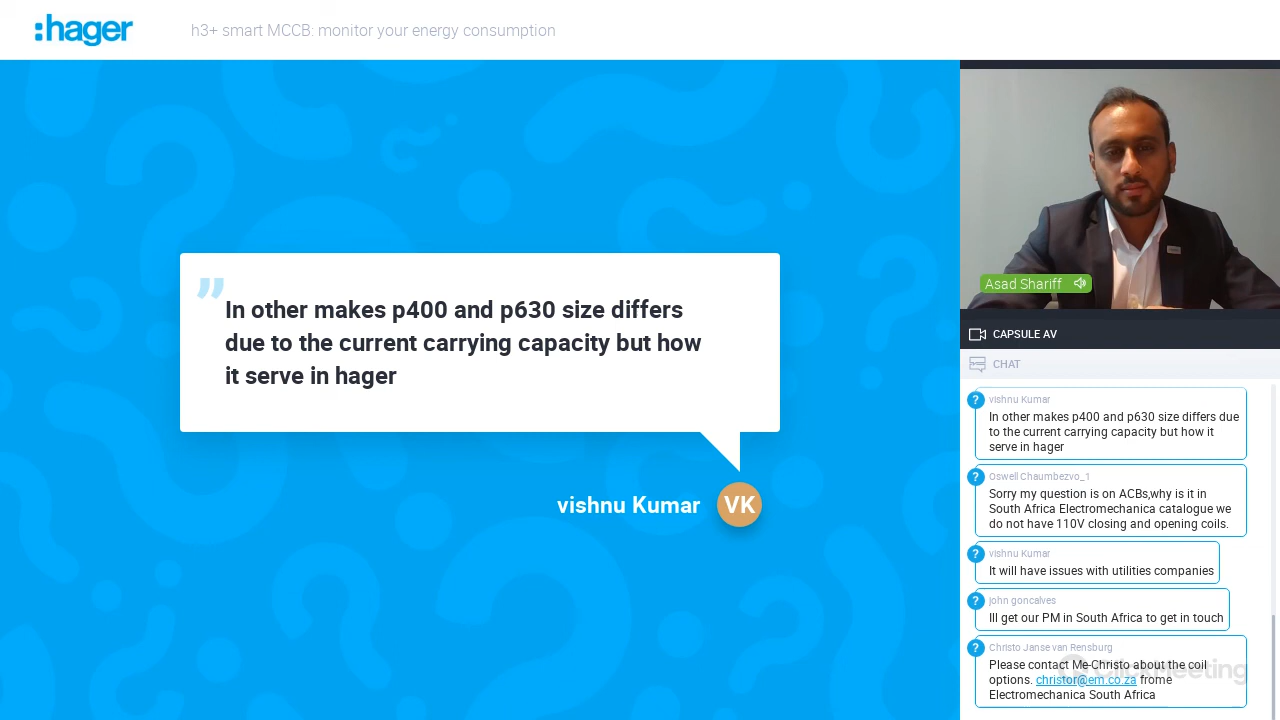 :hager
h3+ smart MCCB: monitor your energy consumption
In other makes p400 and p630 size differs
due to the current carrying capacity but how
it serve in hager
vishnu Kumar
VK
Asad Shariff
CAPSULE AV
CHAT
vishnu Kumar
In other makes p400 and p630 size differs due
to the current carrying capacity but how it
serve in hager
Oswell Chaumbezvo_1
Sorry my question is on ACBs,why is it in
South Africa Electromechanica catalogue we
do not have 110V closing and opening coils.
vishnu Kumar
It will have issues with utilities companies
john goncalves
Ill get our PM in South Africa to get in touch
Christo Janse van Rensburg
Please contact Me-Christo about the coil
options. christor@em.co.za frome
Electromechanica South Africa
ClickMeeting